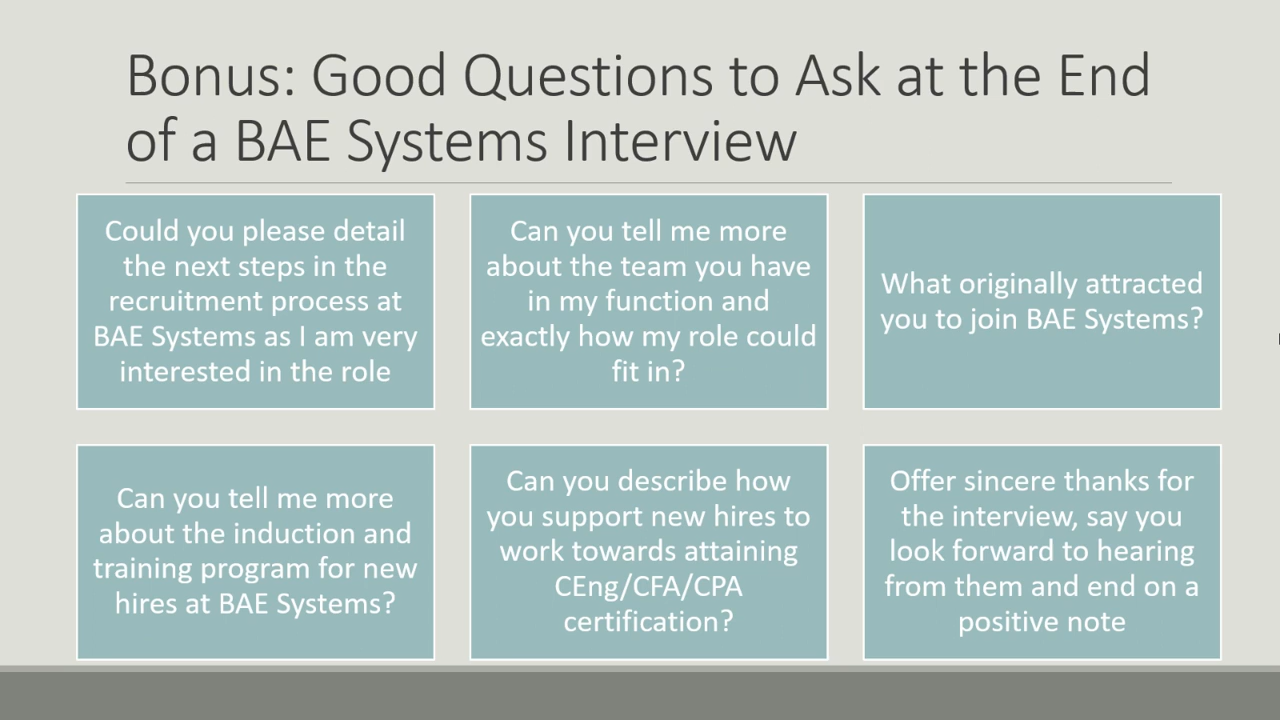 Bonus: Good Questions to Ask at the End
of a BAE Systems Interview
Could you please detail
the next steps in the
recruitment process at
BAE Systems as I am very
interested in the role
Can you tell me more
about the team you have
in my function and
exactly how my role could
fit in?
What originally attracted
you to join BAE Systems?
Can you tell me more
about the induction and
training program for new
hires at BAE Systems?
Can you describe how
you support new hires to
work towards attaining
CEng/CFA/CPA
certification?
Offer sincere thanks for
the interview, say you
look forward to hearing
from them and end on a
positive note